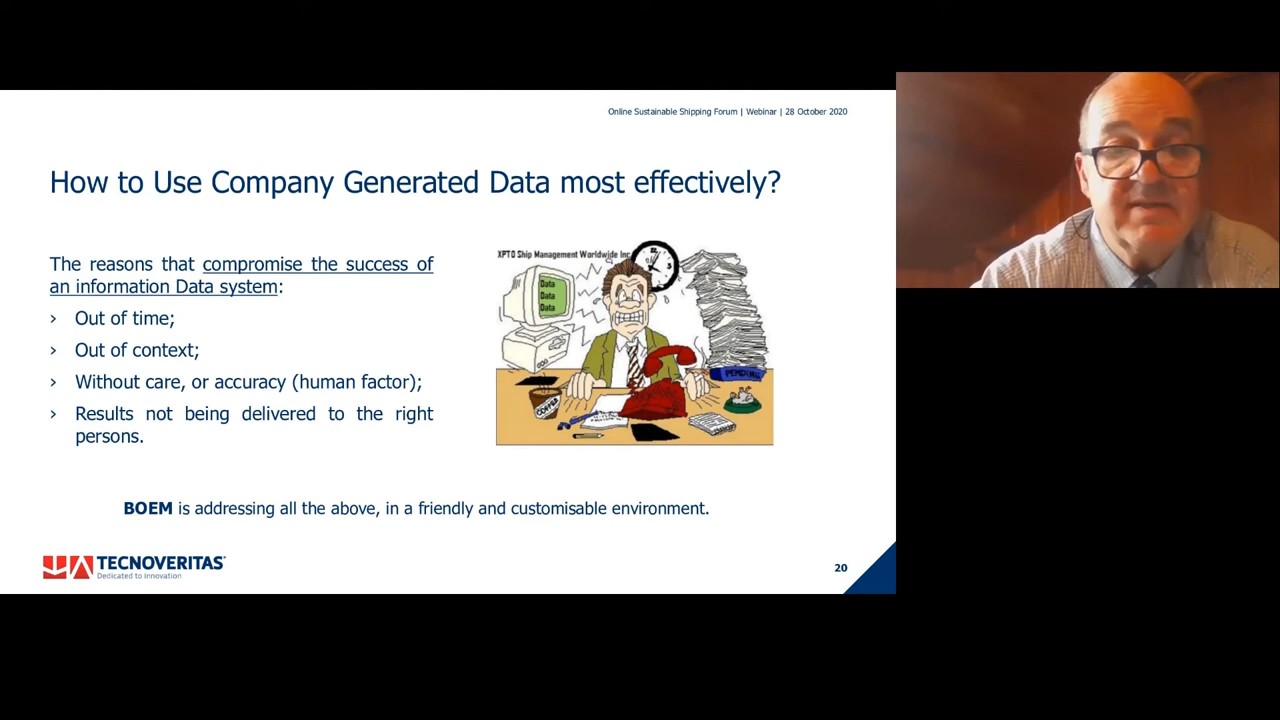 Online Sustainable Shipping Forum | Webinar | 28 October 2020
How to Use Company Generated Data most effectively?
The reasons that compromise the success of
an information Data system:
› Out of time;
› Out of context;
› Without care, or accuracy (human factor);
› Results not being delivered to the right
persons.
XPTO Ship Management Worldwide Inc
Data
Data
Data
PENDING
COFFEE
BOEM is addressing all the above, in a friendly and customisable environment.
TECNOVERITAS®
Dedicated to Innovation
20